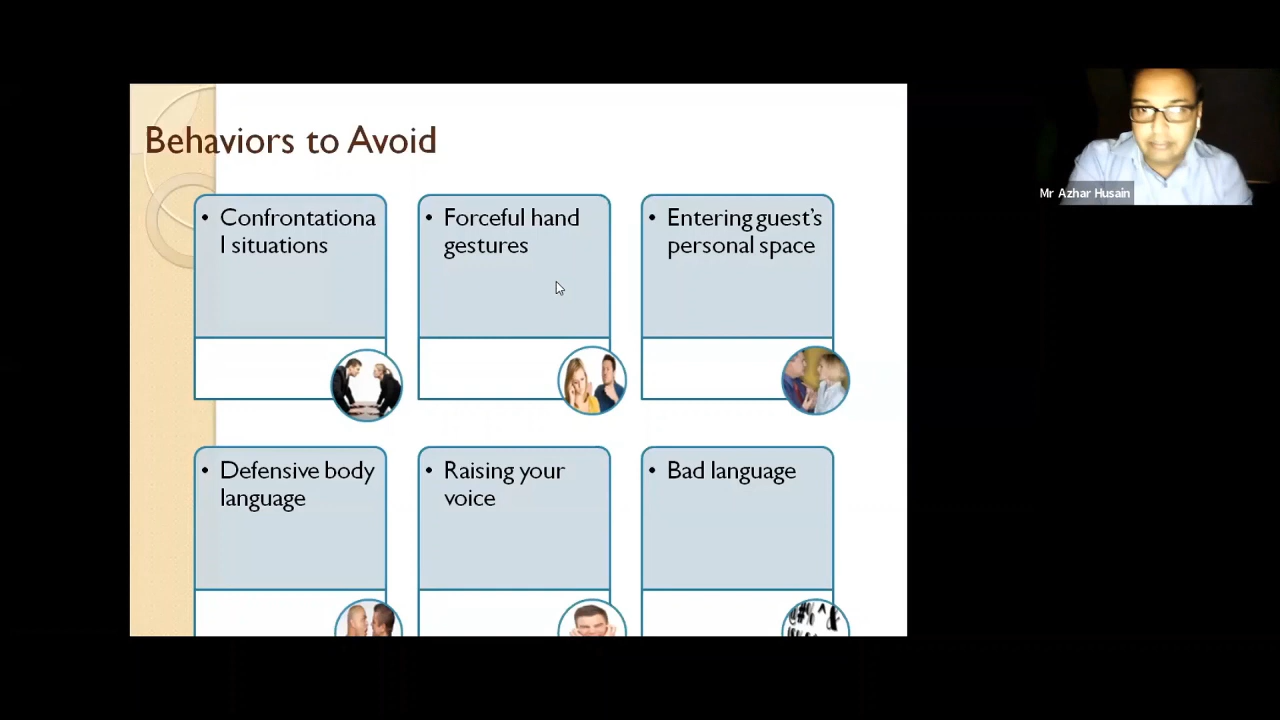 Behaviors to Avoid
• Confrontationa
l situations
• Forceful hand
gestures
• Entering guest's
personal space
• Defensive body
language
• Raising your
voice
• Bad language
Mr Azhar Husain